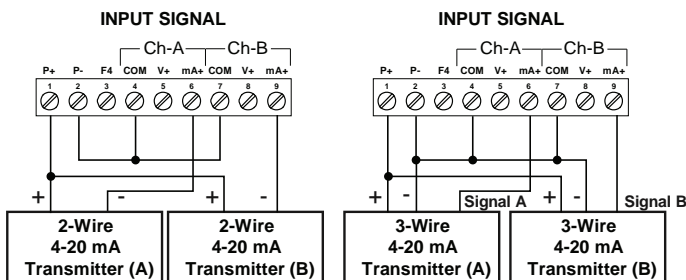 INPUT SIGNAL
Ch-A Ch-B
P+ P- F4 COM V+ mA+ COM V+ mA+
1 2 3 4 5 6 7 8 9
+ - + -
2-Wire
4-20 mA
Transmitter (A)
2-Wire
4-20 mA
Transmitter (B)
INPUT SIGNAL
Ch-A Ch-B
P+ P- F4 COM V+ mA+ COM V+ mA+
1 2 3 4 5 6 7 8 9
+ - Signal A + - Signal B
3-Wire
4-20 mA
Transmitter (A)
3-Wire
4-20 mA
Transmitter (B)